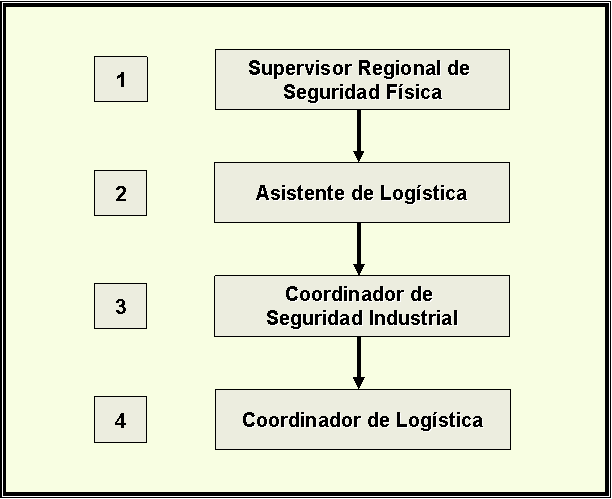 1
Supervisor Regional de
Seguridad Física
2
Asistente de Logística
3
Coordinador de
Seguridad Industrial
4
Coordinador de Logística